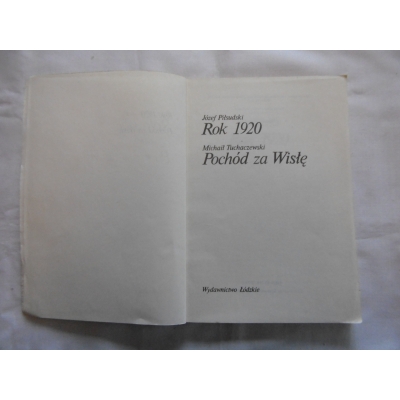 Józef Piłsudski
Rok 1920
Michaił Tuchaczewski
Pochód za Wisłę
Wydawnictwo Łódzkie